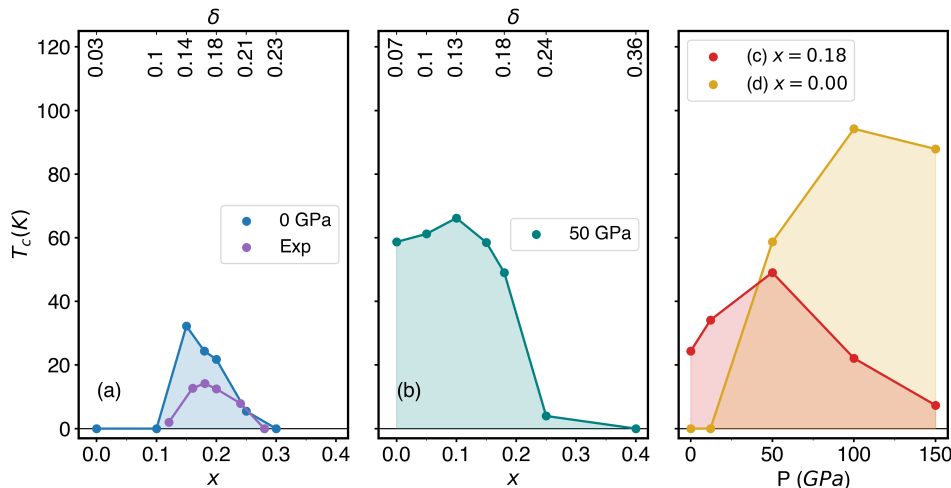 δ
δ
0.03 0.1 0.14 0.18 0.21 0.23
0.07 0.1 0.13 0.18 0.24 0.36
120
100
80
60
40
20
0
T_c(K)
0 GPa
Exp
(a)
0.0 0.1 0.2 0.3 0.4
x
50 GPa
(b)
0.0 0.1 0.2 0.3 0.4
x
(c) x = 0.18
(d) x = 0.00
0 50 100 150
P (GPa)